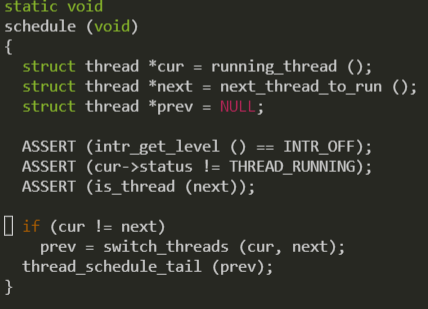 static void
schedule (void)
{
  struct thread *cur = running_thread ();
  struct thread *next = next_thread_to_run ();
  struct thread *prev = NULL;

  ASSERT (intr_get_level () == INTR_OFF);
  ASSERT (cur->status != THREAD_RUNNING);
  ASSERT (is_thread (next));

  if (cur != next)
    prev = switch_threads (cur, next);
  thread_schedule_tail (prev);
}